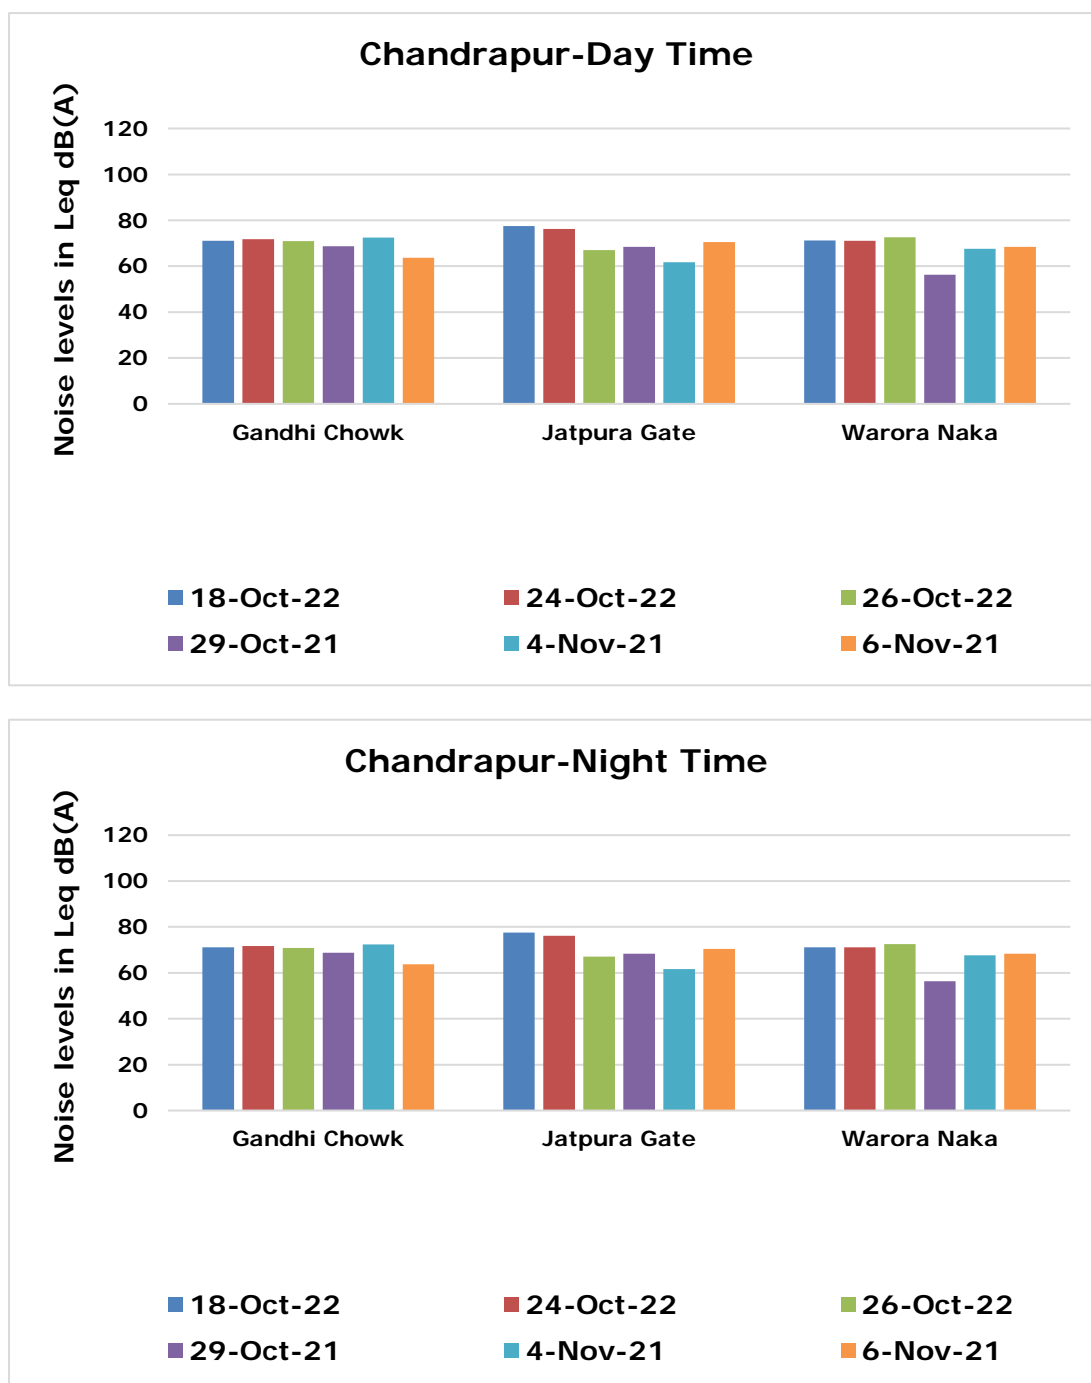 Chandrapur-Day Time
Noise levels in Leq dB(A)
120
100
80
60
40
20
0
Gandhi Chowk Jatpura Gate Warora Naka
18-Oct-22 24-Oct-22 26-Oct-22
29-Oct-21 4-Nov-21 6-Nov-21
Chandrapur-Night Time
Noise levels in Leq dB(A)
120
100
80
60
40
20
0
Gandhi Chowk Jatpura Gate Warora Naka
18-Oct-22 24-Oct-22 26-Oct-22
29-Oct-21 4-Nov-21 6-Nov-21